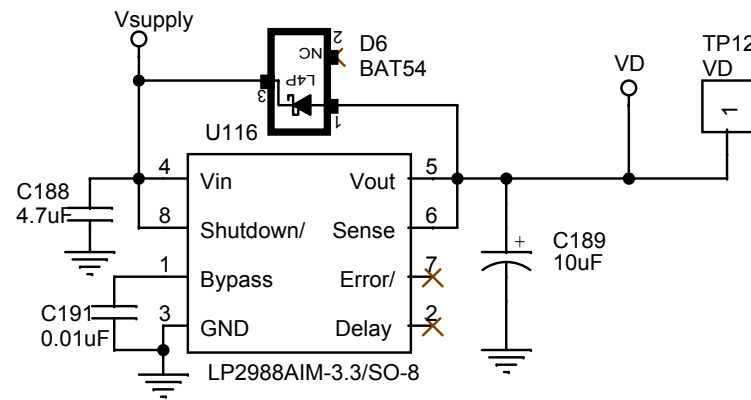 Vsupply
2
NC
D6
BAT54
L4P
3
1
VD
TP12
VD
1
U116
4
Vin
Vout
5
C188
4.7uF
8
Shutdown/
Sense
6
1
Bypass
Error/
7
C191
0.01uF
3
GND
Delay
2
+
C189
10uF
LP2988AIM-3.3/SO-8